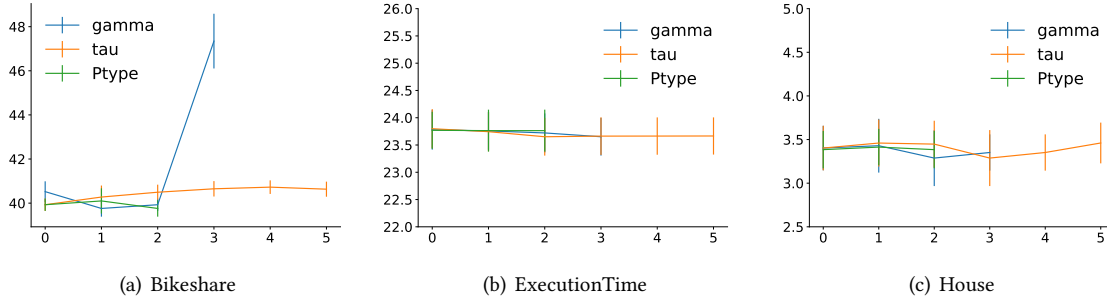 48
46
44
42
40
0 1 2 3 4 5
gamma
tau
Ptype
(a) Bikeshare
26.0
25.5
25.0
24.5
24.0
23.5
23.0
22.5
22.0
0 1 2 3 4 5
gamma
tau
Ptype
(b) ExecutionTime
5.0
4.5
4.0
3.5
3.0
2.5
0 1 2 3 4 5
gamma
tau
Ptype
(c) House